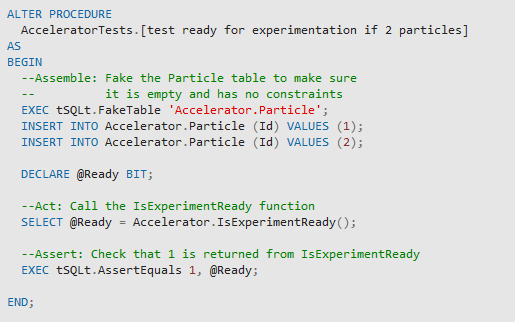 ALTER PROCEDURE
  AcceleratorTests.[test ready for experimentation if 2 particles]
AS
BEGIN
  --Assemble: Fake the Particle table to make sure
  --          it is empty and has no constraints
  EXEC tSQLt.FakeTable 'Accelerator.Particle';
  INSERT INTO Accelerator.Particle (Id) VALUES (1);
  INSERT INTO Accelerator.Particle (Id) VALUES (2);

  DECLARE @Ready BIT;

  --Act: Call the IsExperimentReady function
  SELECT @Ready = Accelerator.IsExperimentReady();

  --Assert: Check that 1 is returned from IsExperimentReady
  EXEC tSQLt.AssertEquals 1, @Ready;

END;